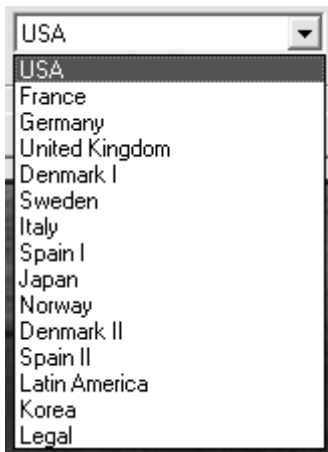 USA
USA
France
Germany
United Kingdom
Denmark I
Sweden
Italy
Spain I
Japan
Norway
Denmark II
Spain II
Latin America
Korea
Legal